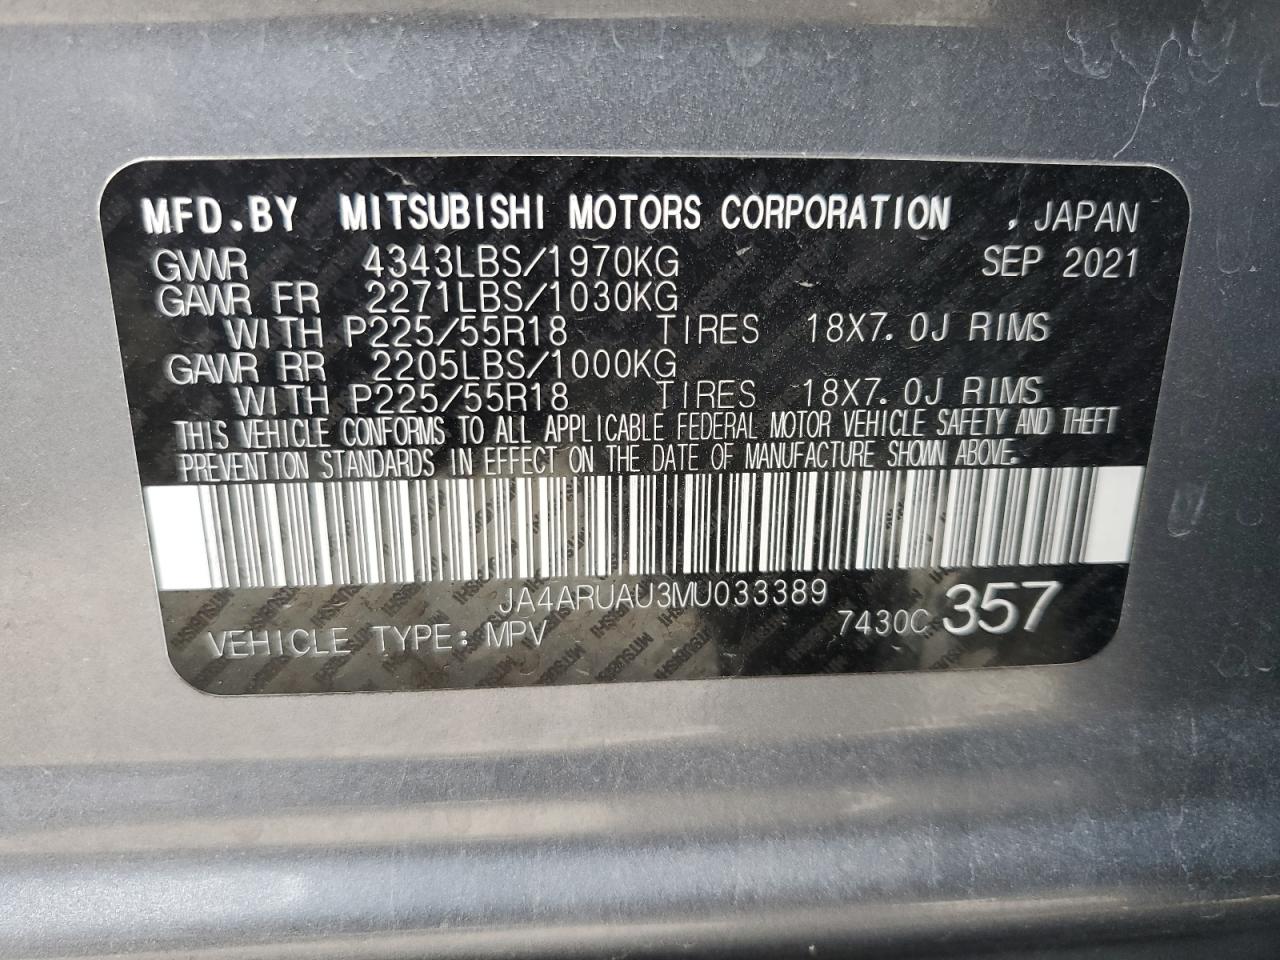 MFD.BY MITSUBISHI MOTORS CORPORATION , JAPAN
GVWR 4343LBS/1970KG SEP 2021
GAWR FR 2271LBS/1030KG
WITH P225/55R18 TIRES 18X7.0J RIMS
GAWR RR 2205LBS/1000KG
WITH P225/55R18 TIRES 18X7.0J RIMS
THIS VEHICLE CONFORMS TO ALL APPLICABLE FEDERAL MOTOR VEHICLE SAFETY AND THEFT
PREVENTION STANDARDS IN EFFECT ON THE DATE OF MANUFACTURE SHOWN ABOVE.
JA4ARUAU3MU033389
VEHICLE TYPE: MPV 7430C 357